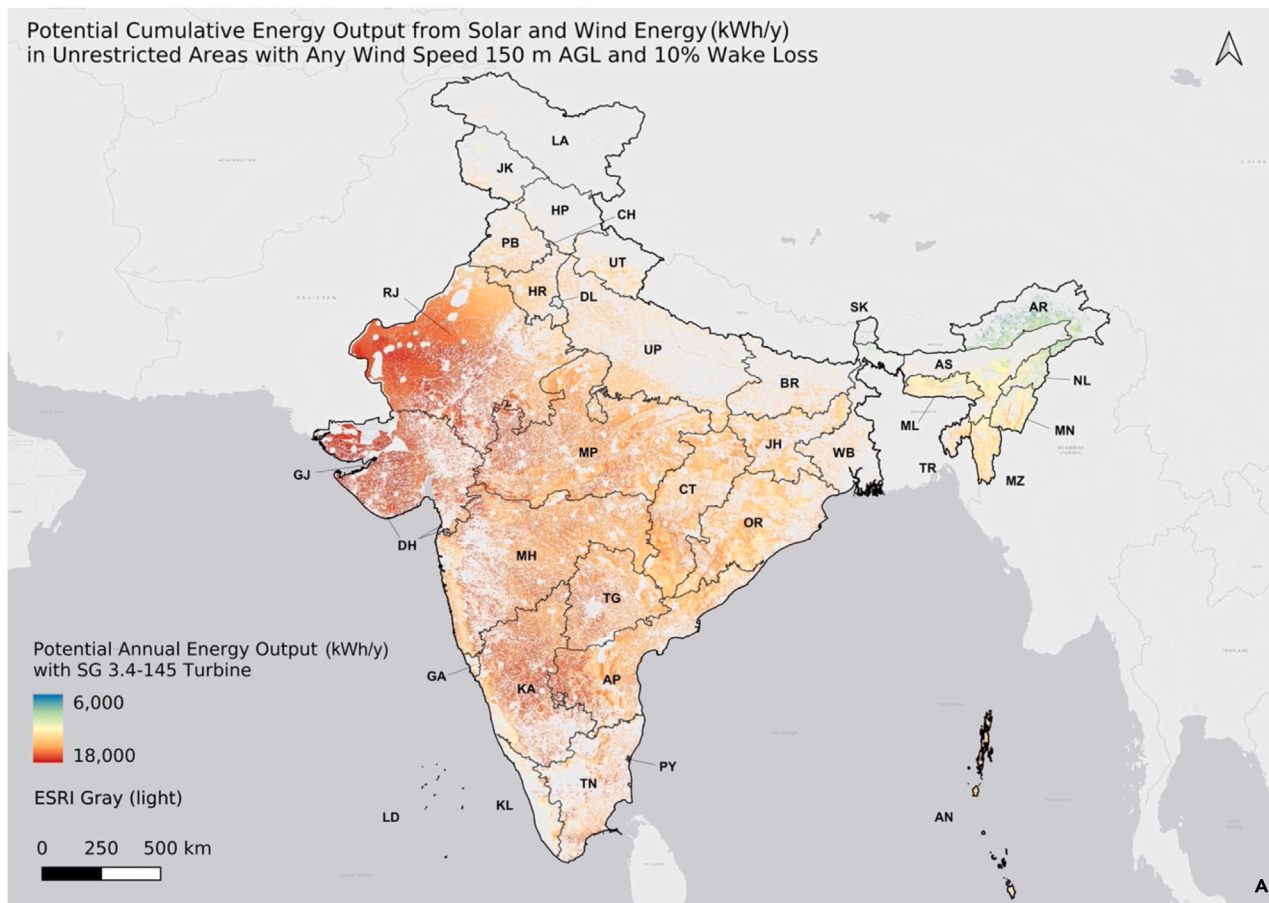 Potential Cumulative Energy Output from Solar and Wind Energy (kWh/y)
in Unrestricted Areas with Any Wind Speed 150 m AGL and 10% Wake Loss
LA
JK
HP
CH
PB
UT
RJ
HR
DL
SK
AR
UP
AS
BR
NL
ML
MN
GJ
MP
JH
WB
TR
MZ
CT
OR
DH
MH
TG
Potential Annual Energy Output (kWh/y)
with SG 3.4-145 Turbine
6,000
18,000
GA
KA
AP
PY
TN
ESRI Gray (light)
KL
LD
AN
0 250 500 km
A
PAKISTAN
AFGHANISTAN